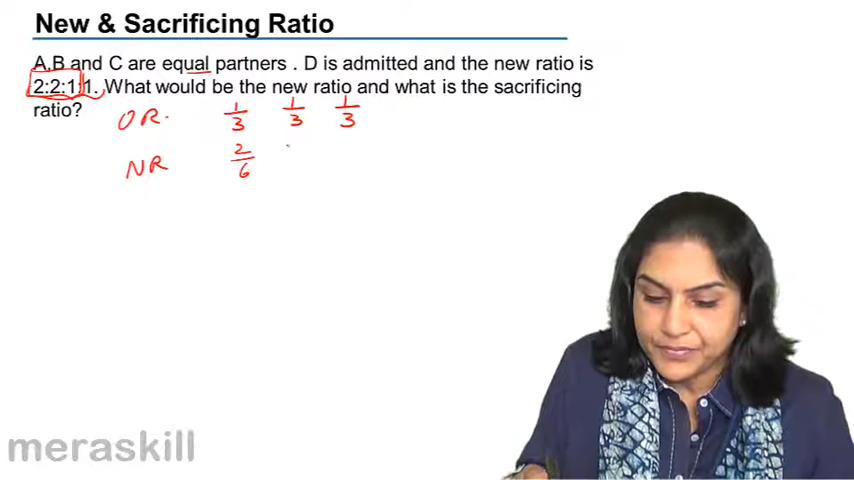 New & Sacrificing Ratio
A,B and C are equal partners . D is admitted and the new ratio is
2:2:1:1. What would be the new ratio and what is the sacrificing
ratio?
OR. 1/3 1/3 1/3
NR 2/6
meraskill